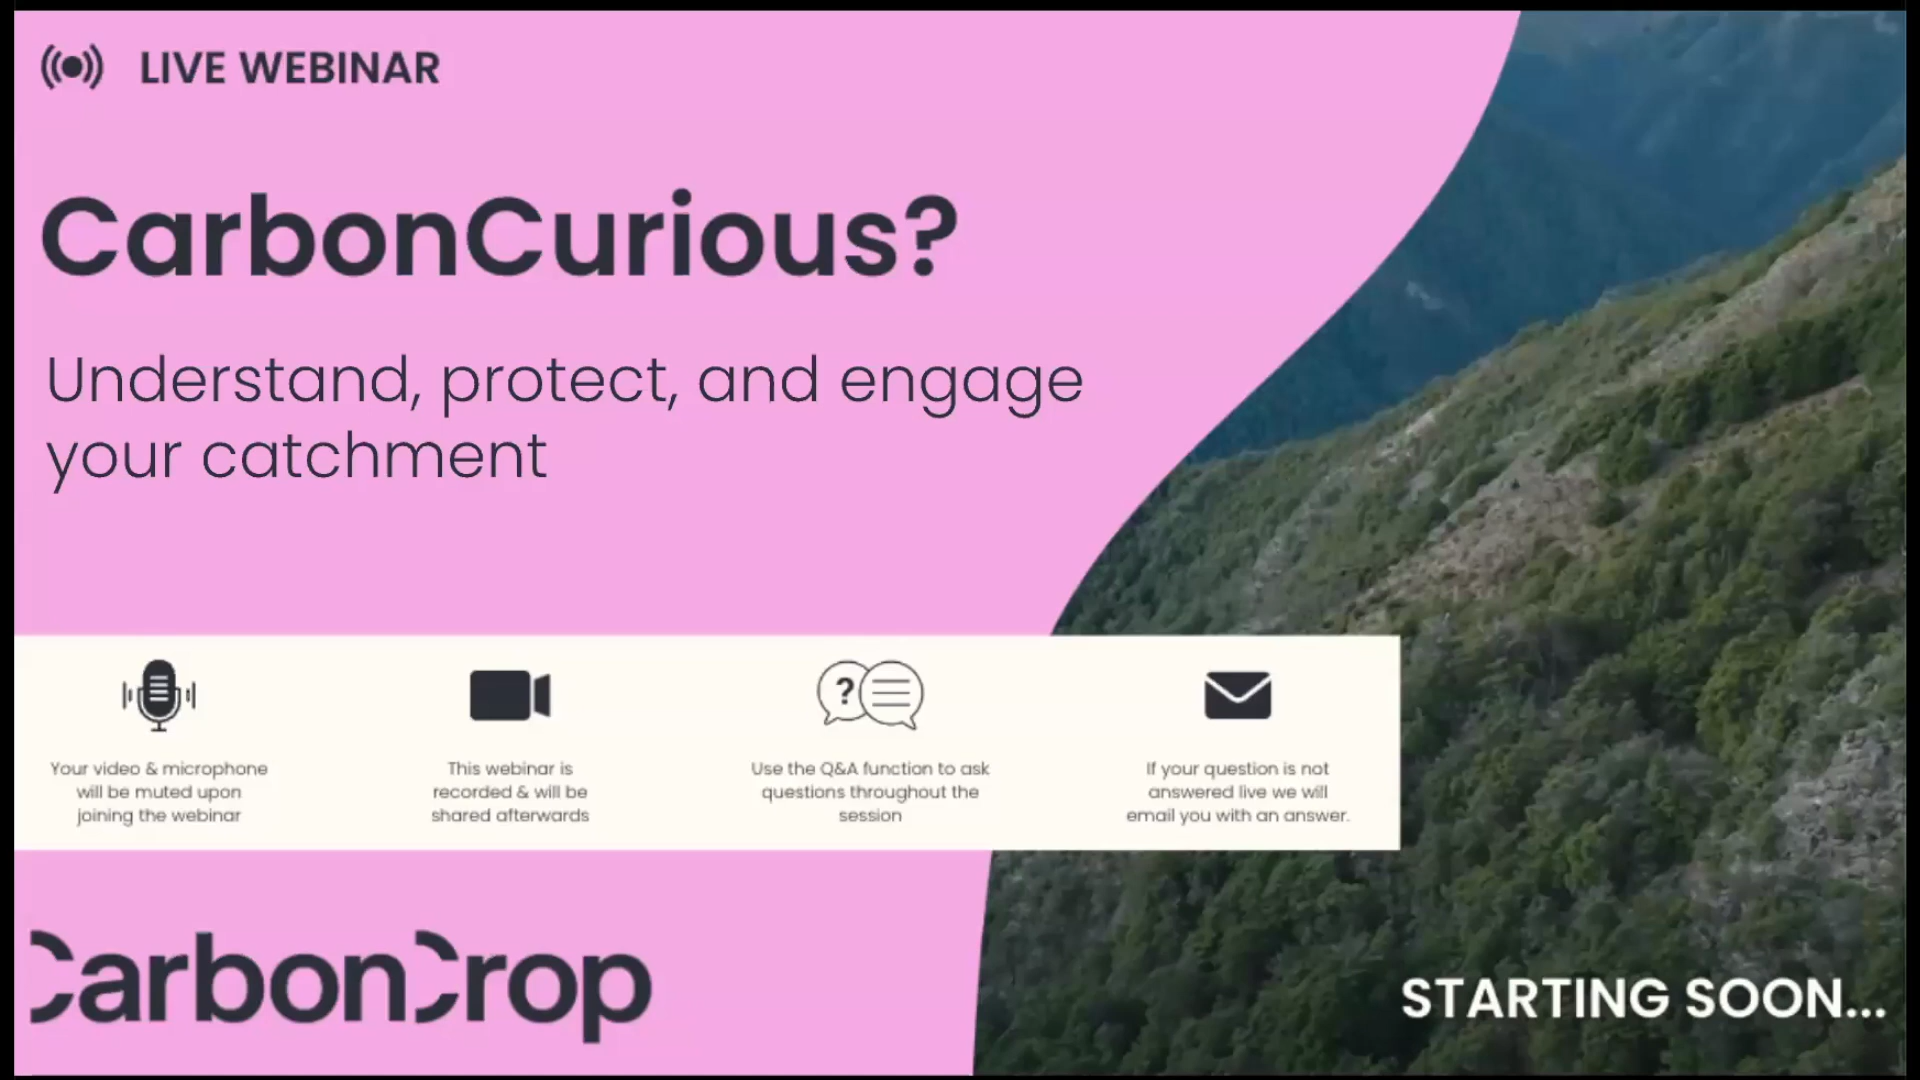 LIVE WEBINAR
CarbonCurious?
Understand, protect, and engage
your catchment
Your video & microphone
will be muted upon
joining the webinar
This webinar is
recorded & will be
shared afterwards
?
Use the Q&A function to ask
questions throughout the
session
If your question is not
answered live we will
email you with an answer.
CarbonCrop
STARTING SOON...